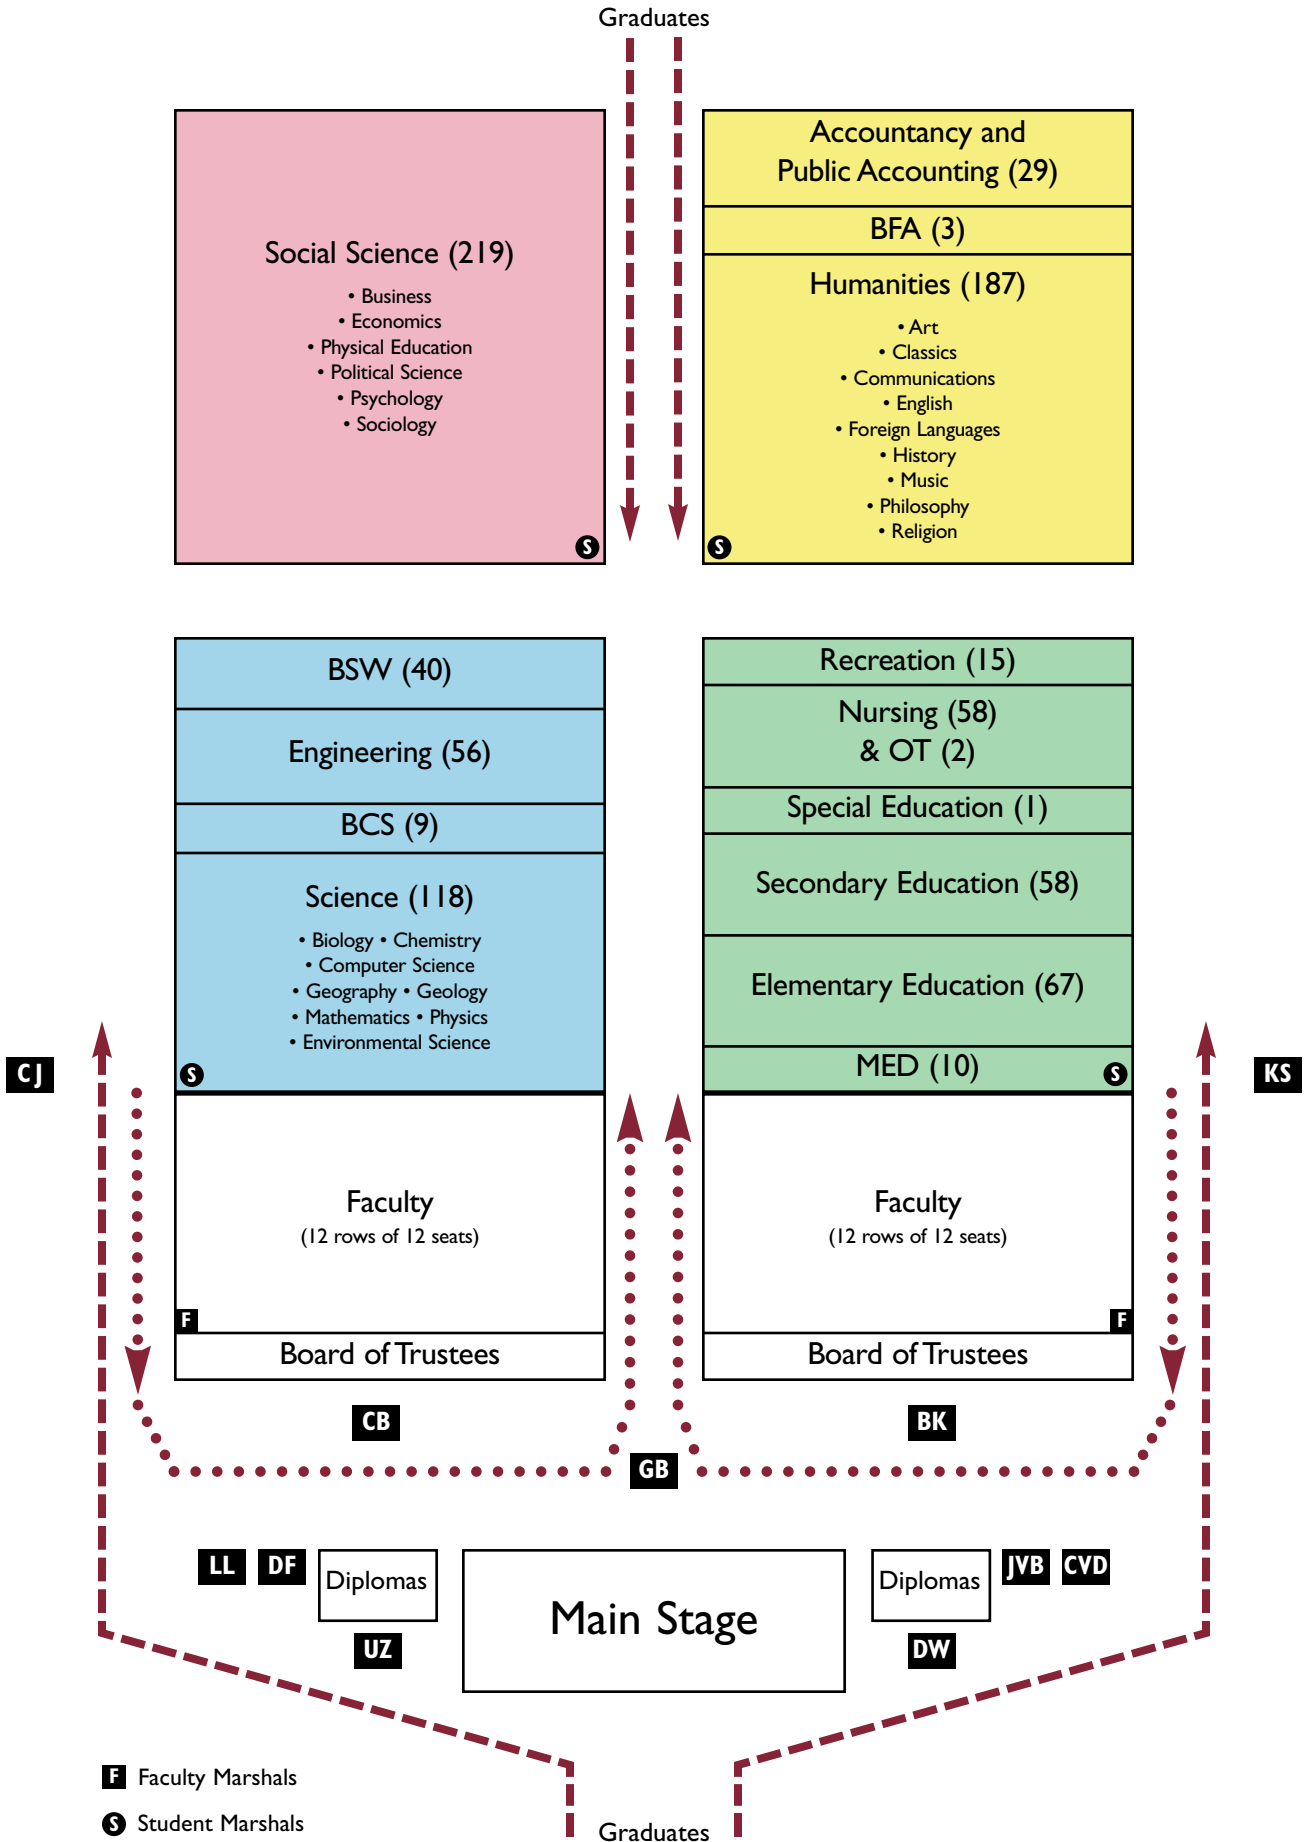 Graduates
Social Science (219)
• Business
• Economics
• Physical Education
• Political Science
• Psychology
• Sociology
S
Accountancy and
Public Accounting (29)
BFA (3)
Humanities (187)
• Art
• Classics
• Communications
• English
• Foreign Languages
• History
• Music
• Philosophy
• Religion
S
BSW (40)
Engineering (56)
BCS (9)
Science (118)
• Biology • Chemistry
• Computer Science
• Geography • Geology
• Mathematics • Physics
• Environmental Science
S
Recreation (15)
Nursing (58)
& OT (2)
Special Education (1)
Secondary Education (58)
Elementary Education (67)
MED (10)
S
CJ
KS
Faculty
(12 rows of 12 seats)
F
Board of Trustees
Faculty
(12 rows of 12 seats)
F
Board of Trustees
CB
BK
GB
LL
DF
Diplomas
UZ
Main Stage
Diplomas
JVB
CVD
DW
F Faculty Marshals
S Student Marshals
Graduates